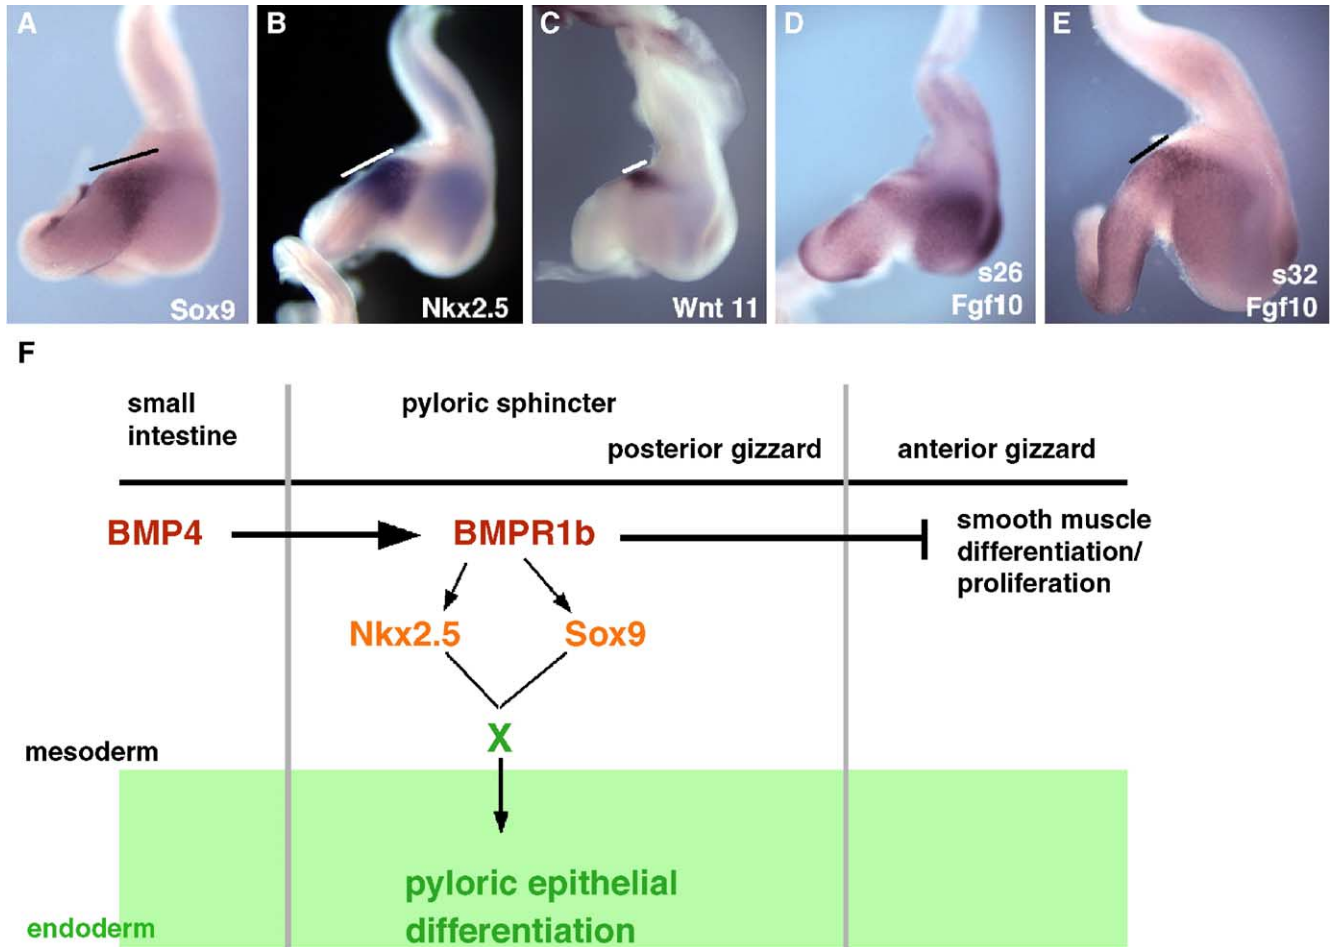 A
Sox9
B
Nkx2.5
C
Wnt 11
D
s26
Fgf10
E
s32
Fgf10
F
small
intestine
pyloric sphincter
posterior gizzard
anterior gizzard
BMP4
BMPR1b
smooth muscle
differentiation/
proliferation
Nkx2.5
Sox9
X
mesoderm
pyloric epithelial
differentiation
endoderm